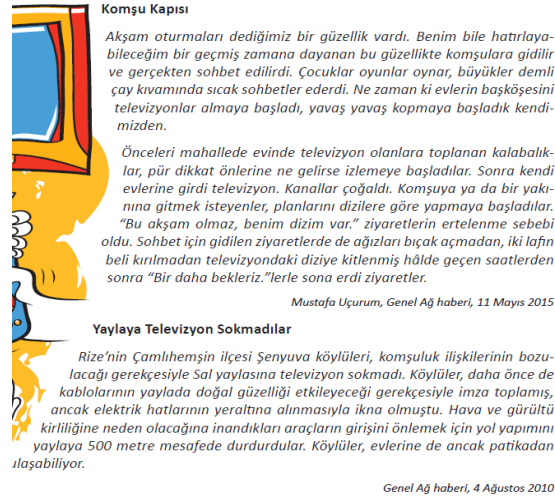 Komşu Kapısı
Akşam oturmaları dediğimiz bir güzellik vardı. Benim bile hatırlaya-
bileceğim bir geçmiş zamana dayanan bu güzellikte komşulara gidilir
ve gerçekten sohbet edilirdi. Çocuklar oyunlar oynar, büyükler demli
çay kıvamında sıcak sohbetler ederdi. Ne zaman ki evlerin başköşesini
televizyonlar almaya başladı, yavaş yavaş kopmaya başladık kendi-
mizden.
Önceleri mahallede evinde televizyon olanlara toplanan kalabalık-
lar, pür dikkat önlerine ne gelirse izlemeye başladılar. Sonra kendi
evlerine girdi televizyon. Kanallar çoğaldı. Komşuya ya da bir yakı-
nına gitmek isteyenler, planlarını dizilere göre yapmaya başladılar.
“Bu akşam olmaz, benim dizim var.” ziyaretlerin ertelenme sebebi
oldu. Sohbet için gidilen ziyaretlerde de ağızları bıçak açmadan, iki lafın
beli kırılmadan televizyondaki diziye kitlenmiş hâlde geçen saatlerden
sonra “Bir daha bekleriz.”lerle sona erdi ziyaretler.
Mustafa Uçurum, Genel Ağ haberi, 11 Mayıs 2015
Yaylaya Televizyon Sokmadılar
Rize’nin Çamlıhemşin ilçesi Şenyuva köylüleri, komşuluk ilişkilerinin bozu-
lacağı gerekçesiyle Sal yaylasına televizyon sokmadı. Köylüler, daha önce de
kablolarının yaylada doğal güzelliği etkileyeceği gerekçesiyle imza toplamış,
ancak elektrik hatlarının yeraltına alınmasıyla ikna olmuştu. Hava ve gürültü
kirliliğine neden olacağına inandıkları araçların girişini önlemek için yol yapımını
yaylaya 500 metre mesafede durdurdular. Köylüler, evlerine de ancak patikadan
ulaşabiliyor.
Genel Ağ haberi, 4 Ağustos 2010